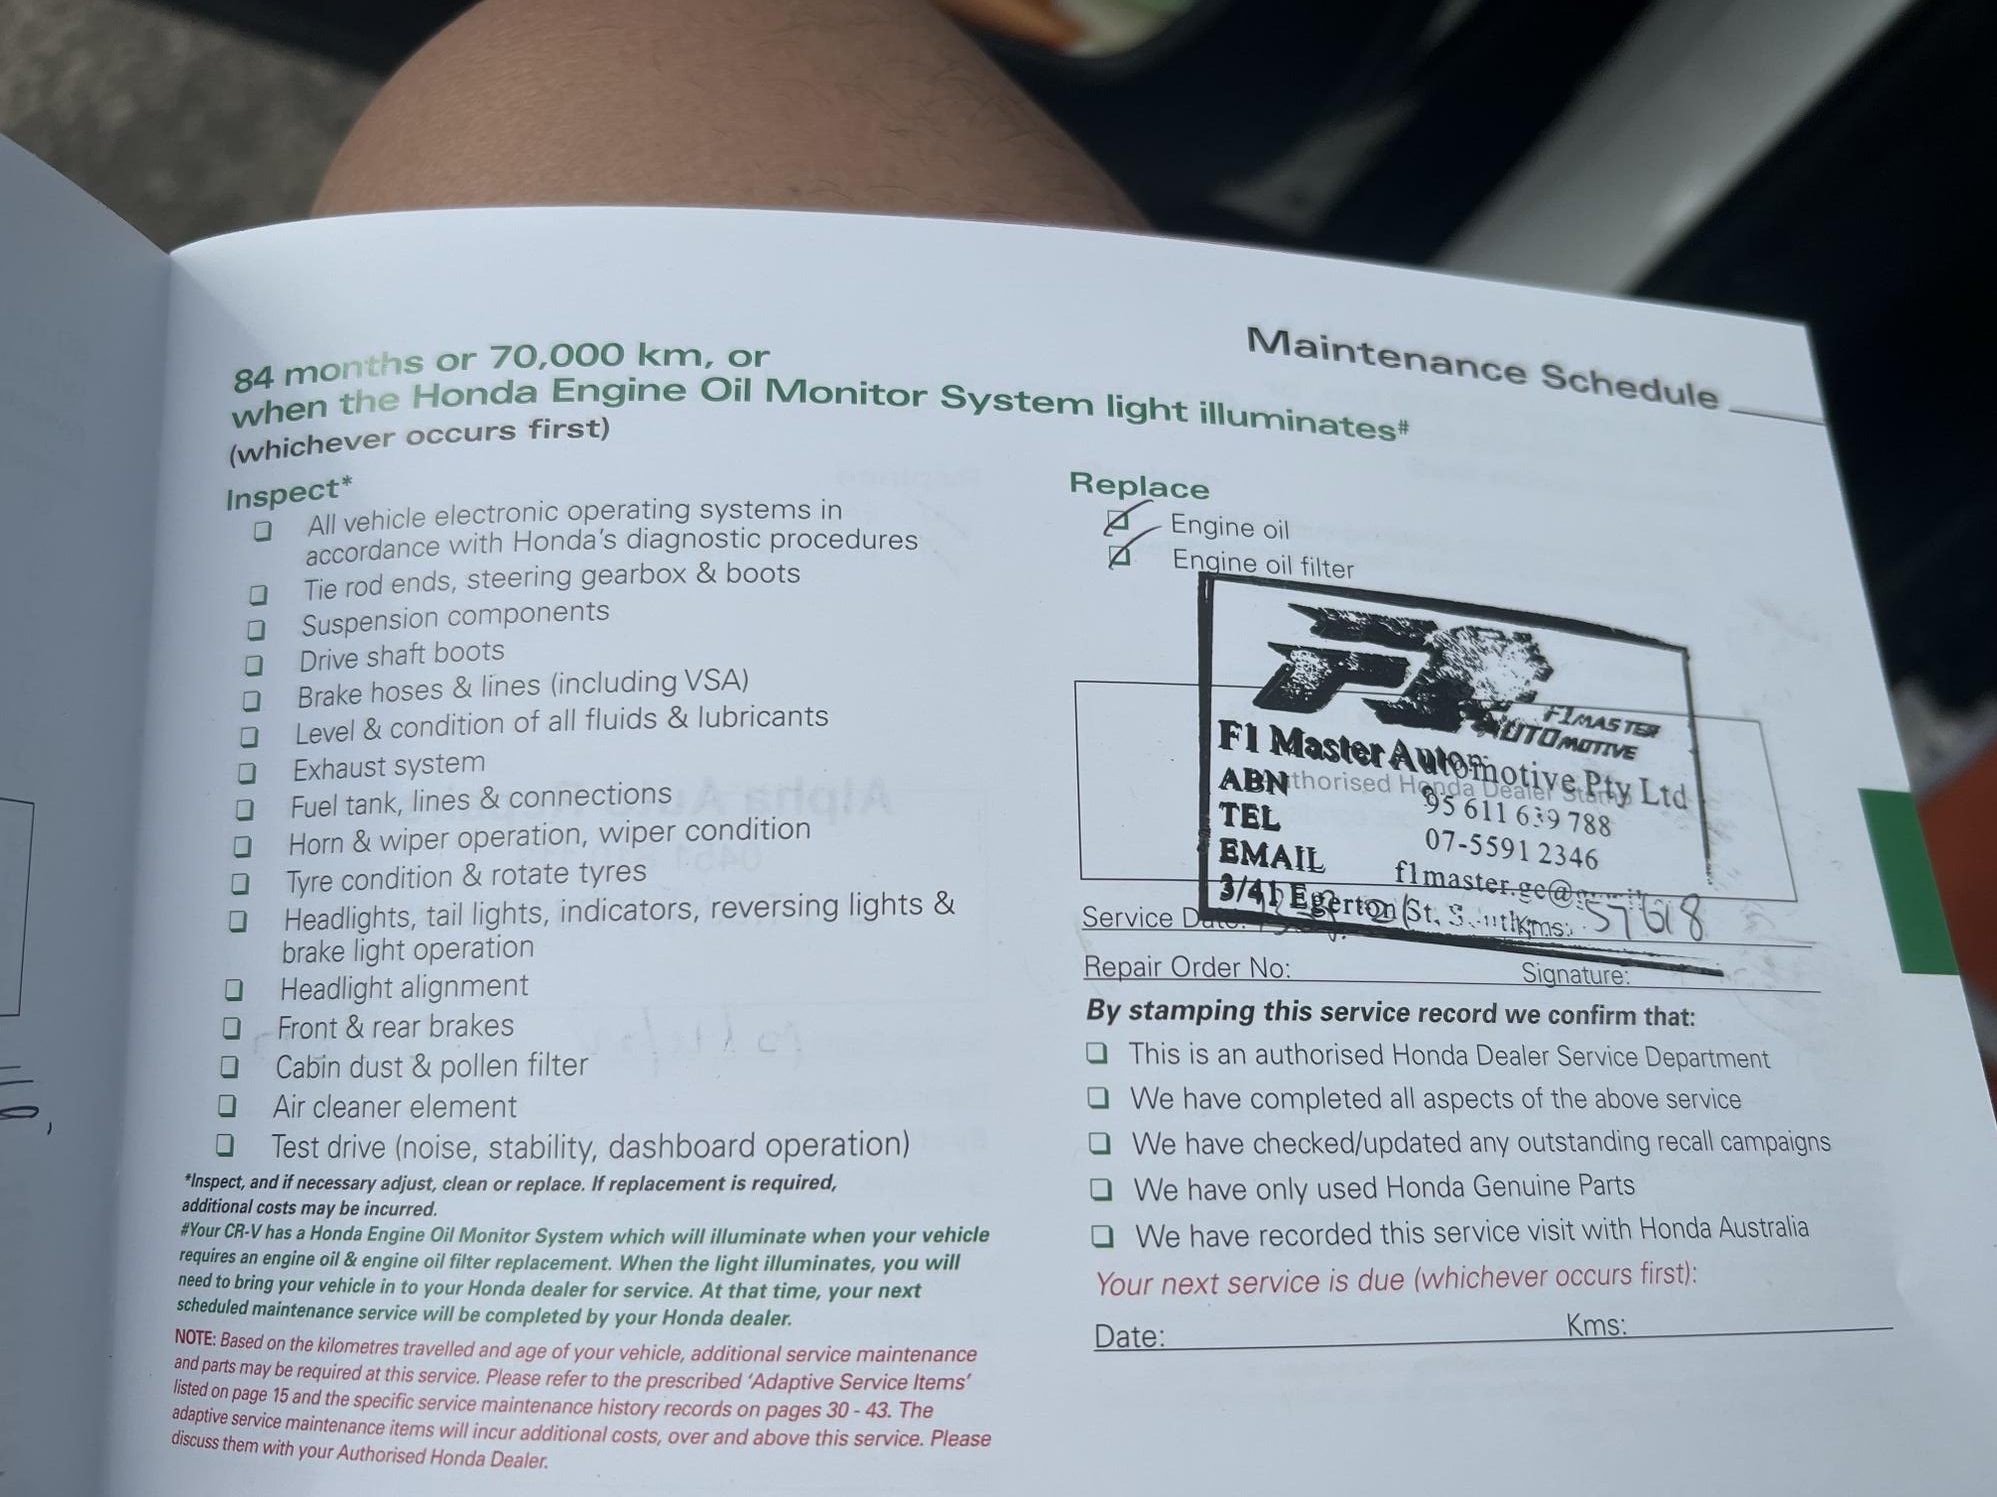 Maintenance Schedule
84 months or 70,000 km, or
when the Honda Engine Oil Monitor System light illuminates#
(whichever occurs first)
Inspect*
All vehicle electronic operating systems in
accordance with Honda's diagnostic procedures
Tie rod ends, steering gearbox & boots
Suspension components
Drive shaft boots
Brake hoses & lines (including VSA)
Level & condition of all fluids & lubricants
Exhaust system
Fuel tank, lines & connections
Horn & wiper operation, wiper condition
Tyre condition & rotate tyres
Headlights, tail lights, indicators, reversing lights &
brake light operation
Headlight alignment
Front & rear brakes
Cabin dust & pollen filter
Air cleaner element
Test drive (noise, stability, dashboard operation)
*Inspect, and if necessary adjust, clean or replace. If replacement is required,
additional costs may be incurred.
#Your CR-V has a Honda Engine Oil Monitor System which will illuminate when your vehicle
requires an engine oil & engine oil filter replacement. When the light illuminates, you will
need to bring your vehicle in to your Honda dealer for service. At that time, your next
scheduled maintenance service will be completed by your Honda dealer.
NOTE: Based on the kilometres travelled and age of your vehicle, additional service maintenance
and parts may be required at this service. Please refer to the prescribed 'Adaptive Service Items'
listed on page 15 and the specific service maintenance history records on pages 30 - 43. The
adaptive service maintenance items will incur additional costs, over and above this service. Please
discuss them with your Authorised Honda Dealer.
Replace
Engine oil
Engine oil filter
F1MASTER
AUTOMOTIVE
F1 Master Automotive Pty Ltd
Authorised Honda Dealer Stamp
ABN 95 611 639 788
TEL 07-5591 2346
EMAIL f1master.gc@
3/41 Egerton St.
Service Date: Kms: 57618
Repair Order No: Signature:
By stamping this service record we confirm that:
This is an authorised Honda Dealer Service Department
We have completed all aspects of the above service
We have checked/updated any outstanding recall campaigns
We have only used Honda Genuine Parts
We have recorded this service visit with Honda Australia
Your next service is due (whichever occurs first):
Date: Kms: